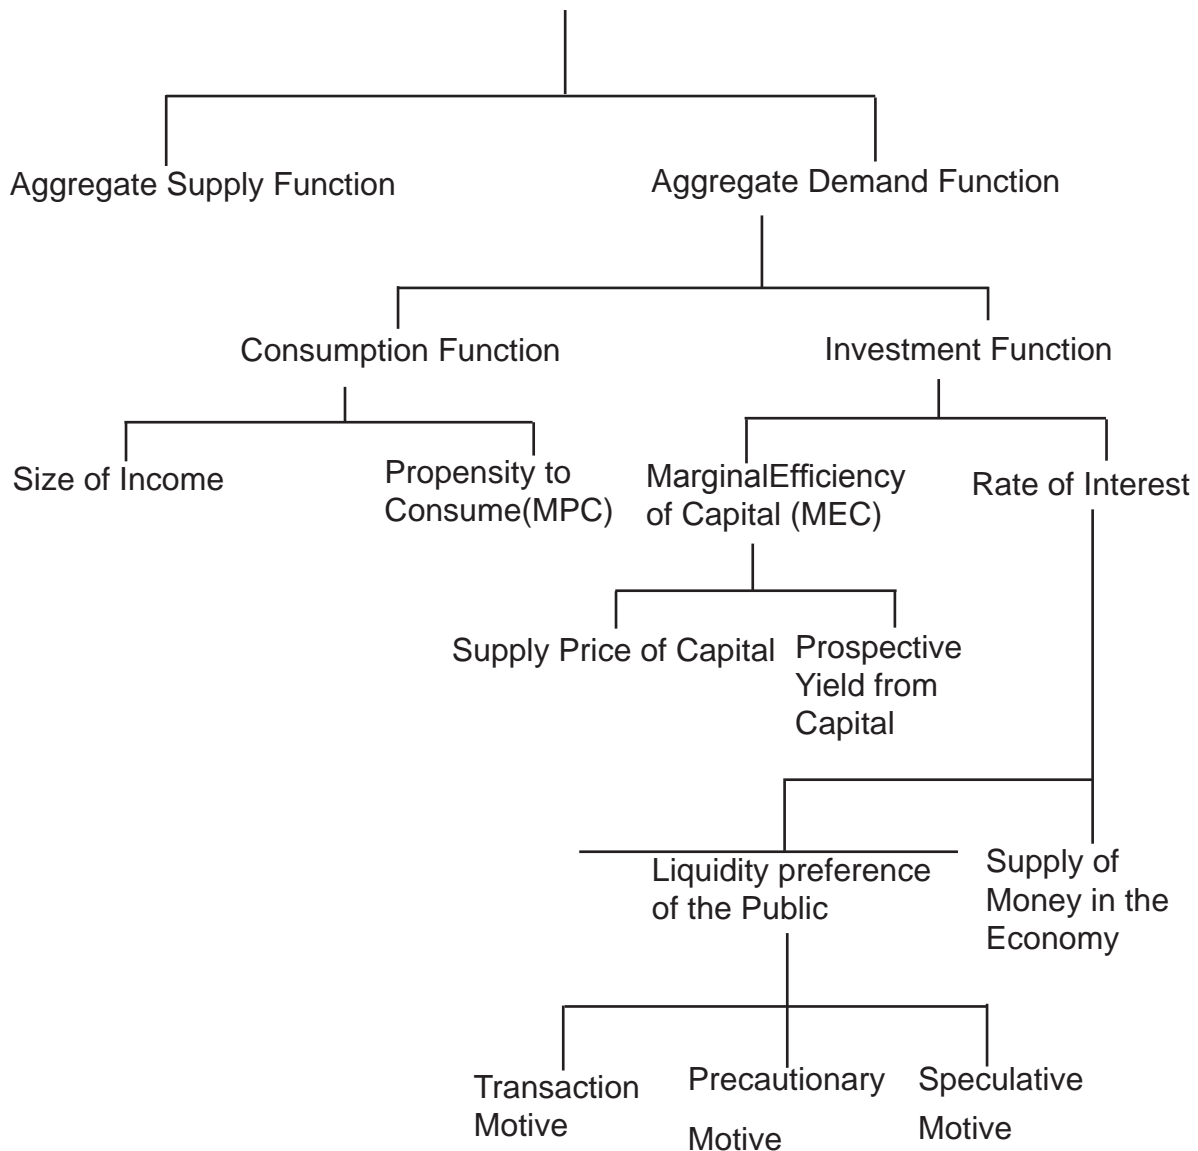 Aggregate Supply Function
Aggregate Demand Function
Consumption Function
Investment Function
Size of Income
Propensity to
Consume(MPC)
MarginalEfficiency
of Capital (MEC)
Rate of Interest
Supply Price of Capital
Prospective
Yield from
Capital
Liquidity preference
of the Public
Supply of
Money in the
Economy
Transaction
Motive
Precautionary
Motive
Speculative
Motive